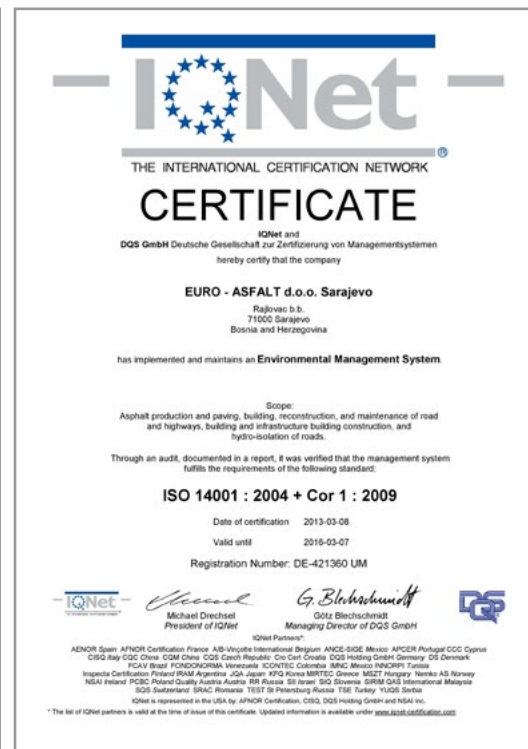 IQNet
®
THE INTERNATIONAL CERTIFICATION NETWORK
CERTIFICATE
IQNet and
DQS GmbH Deutsche Gesellschaft zur Zertifizierung von Managementsystemen
hereby certify that the company
EURO - ASFALT d.o.o. Sarajevo
Rajlovac b.b.
71000 Sarajevo
Bosnia and Herzegovina
has implemented and maintains an Environmental Management System.
Scope:
Asphalt production and paving, building, reconstruction, and maintenance of road
and highways, building and infrastructure building construction, and
hydro-isolation of roads.
Through an audit, documented in a report, it was verified that the management system
fulfills the requirements of the following standard:
ISO 14001 : 2004 + Cor 1 : 2009
Date of certification 2013-03-08
Valid until 2016-03-07
Registration Number: DE-421360 UM
IQNet
G. Blechschmidt
DQS
Michael Drechsel
President of IQNet
Götz Blechschmidt
Managing Director of DQS GmbH
IQNet Partners*:
AENOR Spain AFNOR Certification France AIB-Vinçotte International Belgium ANCE-SIGE Mexico APCER Portugal CCC Cyprus
CISQ Italy CQC China CQM China CQS Czech Republic Cro Cert Croatia DQS Holding GmbH Germany DS Denmark
FCAV Brazil FONDONORMA Venezuela ICONTEC Colombia IMNC Mexico INNORPI Tunisia
Inspecta Certification Finland IRAM Argentina JQA Japan KFQ Korea MIRTEC Greece MSZT Hungary Nemko AS Norway
NSAI Ireland PCBC Poland Quality Austria Austria RR Russia SII Israel SIQ Slovenia SIRIM QAS International Malaysia
SQS Switzerland SRAC Romania TEST St Petersburg Russia TSE Turkey YUQS Serbia
IQNet is represented in the USA by: AFNOR Certification, CISQ, DQS Holding GmbH and NSAI Inc.
* The list of IQNet partners is valid at the time of issue of this certificate. Updated information is available under www.iqnet-certification.com